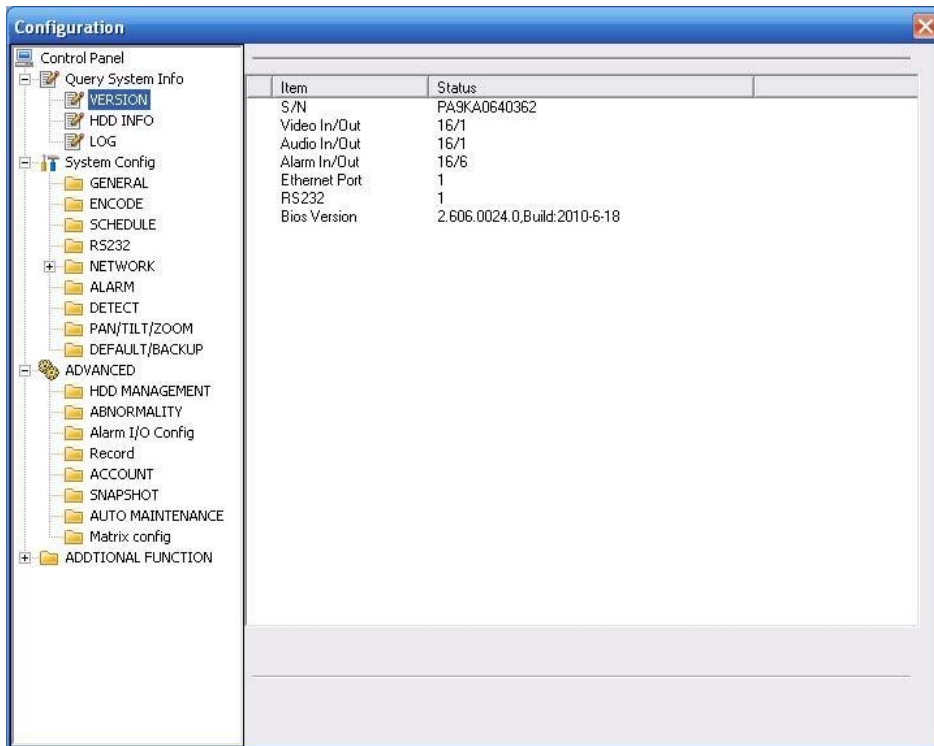 Configuration
Control Panel
Query System Info
VERSION
HDD INFO
LOG
System Config
GENERAL
ENCODE
SCHEDULE
RS232
NETWORK
ALARM
DETECT
PAN/TILT/ZOOM
DEFAULT/BACKUP
ADVANCED
HDD MANAGEMENT
ABNORMALITY
Alarm I/O Config
Record
ACCOUNT
SNAPSHOT
AUTO MAINTENANCE
Matrix config
ADDTIONAL FUNCTION
Item Status
S/N PA9KA0640362
Video In/Out 16/1
Audio In/Out 16/1
Alarm In/Out 16/6
Ethernet Port 1
RS232 1
Bios Version 2.606.0024.0,Build:2010-6-18